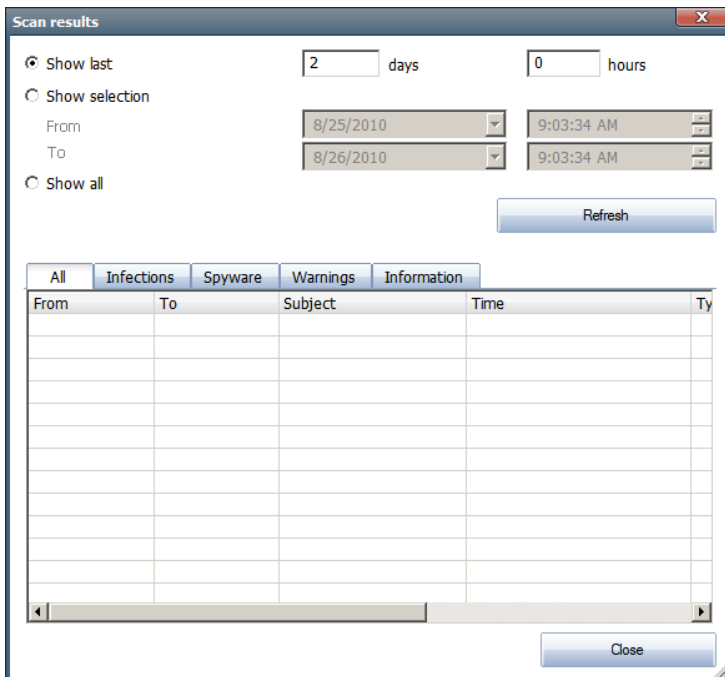 Scan results
Show last 2 days 0 hours
Show selection
From 8/25/2010 9:03:34 AM
To 8/26/2010 9:03:34 AM
Show all
Refresh
All Infections Spyware Warnings Information
From To Subject Time Ty
Close